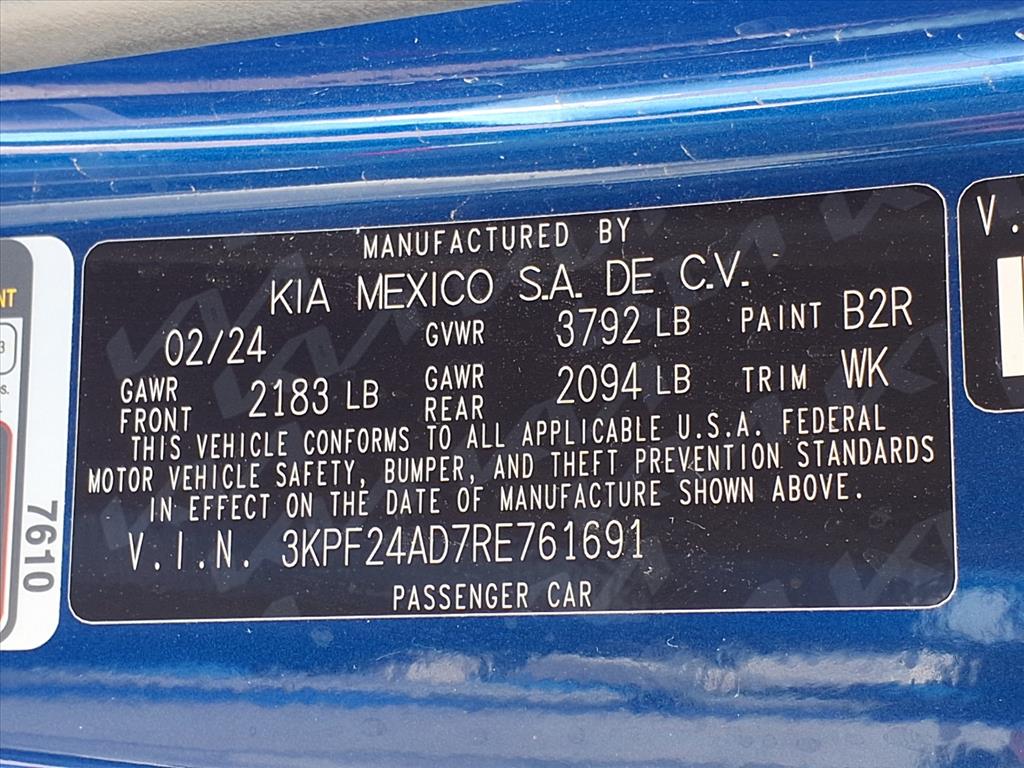 MANUFACTURED BY
KIA MEXICO S.A. DE C.V.
02/24 GVWR 3792 LB PAINT B2R
GAWR FRONT 2183 LB GAWR REAR 2094 LB TRIM WK
THIS VEHICLE CONFORMS TO ALL APPLICABLE U.S.A. FEDERAL
MOTOR VEHICLE SAFETY, BUMPER, AND THEFT PREVENTION STANDARDS
IN EFFECT ON THE DATE OF MANUFACTURE SHOWN ABOVE.
V.I.N. 3KPF24AD7RE761691
PASSENGER CAR
7610
V.